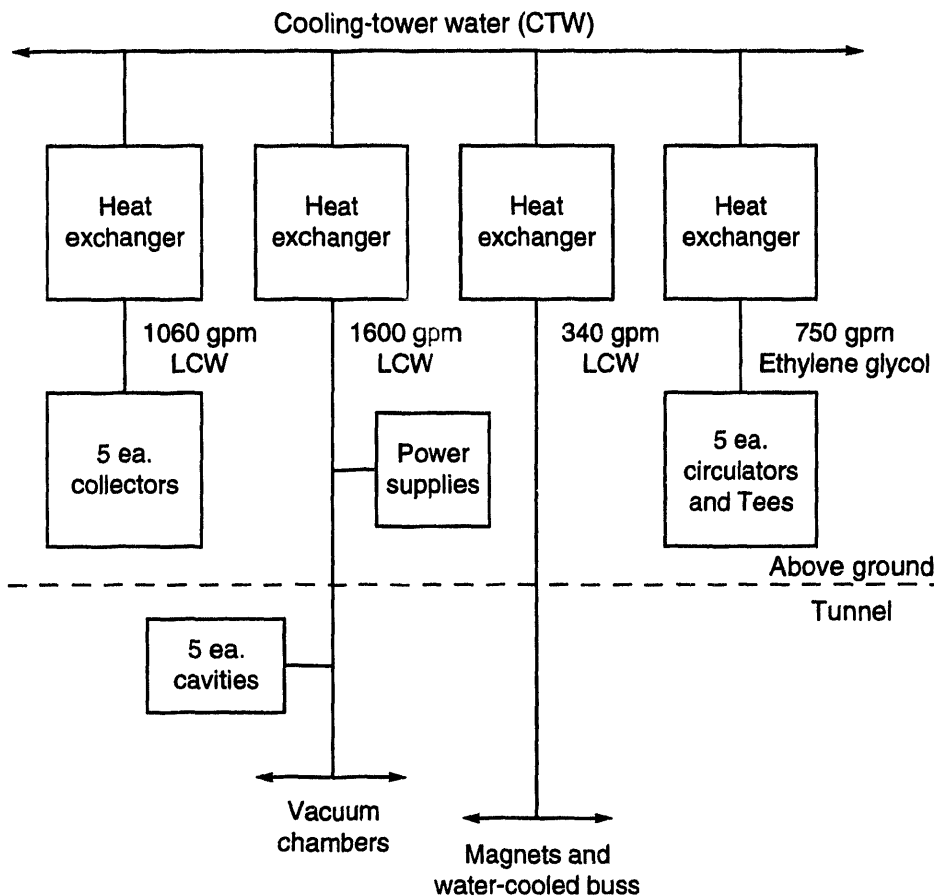 Cooling-tower water (CTW)
Heat
exchanger
Heat
exchanger
Heat
exchanger
Heat
exchanger
1060 gpm
LCW
1600 gpm
LCW
340 gpm
LCW
750 gpm
Ethylene glycol
5 ea.
collectors
Power
supplies
5 ea.
circulators
and Tees
Above ground
Tunnel
5 ea.
cavities
Vacuum
chambers
Magnets and
water-cooled buss